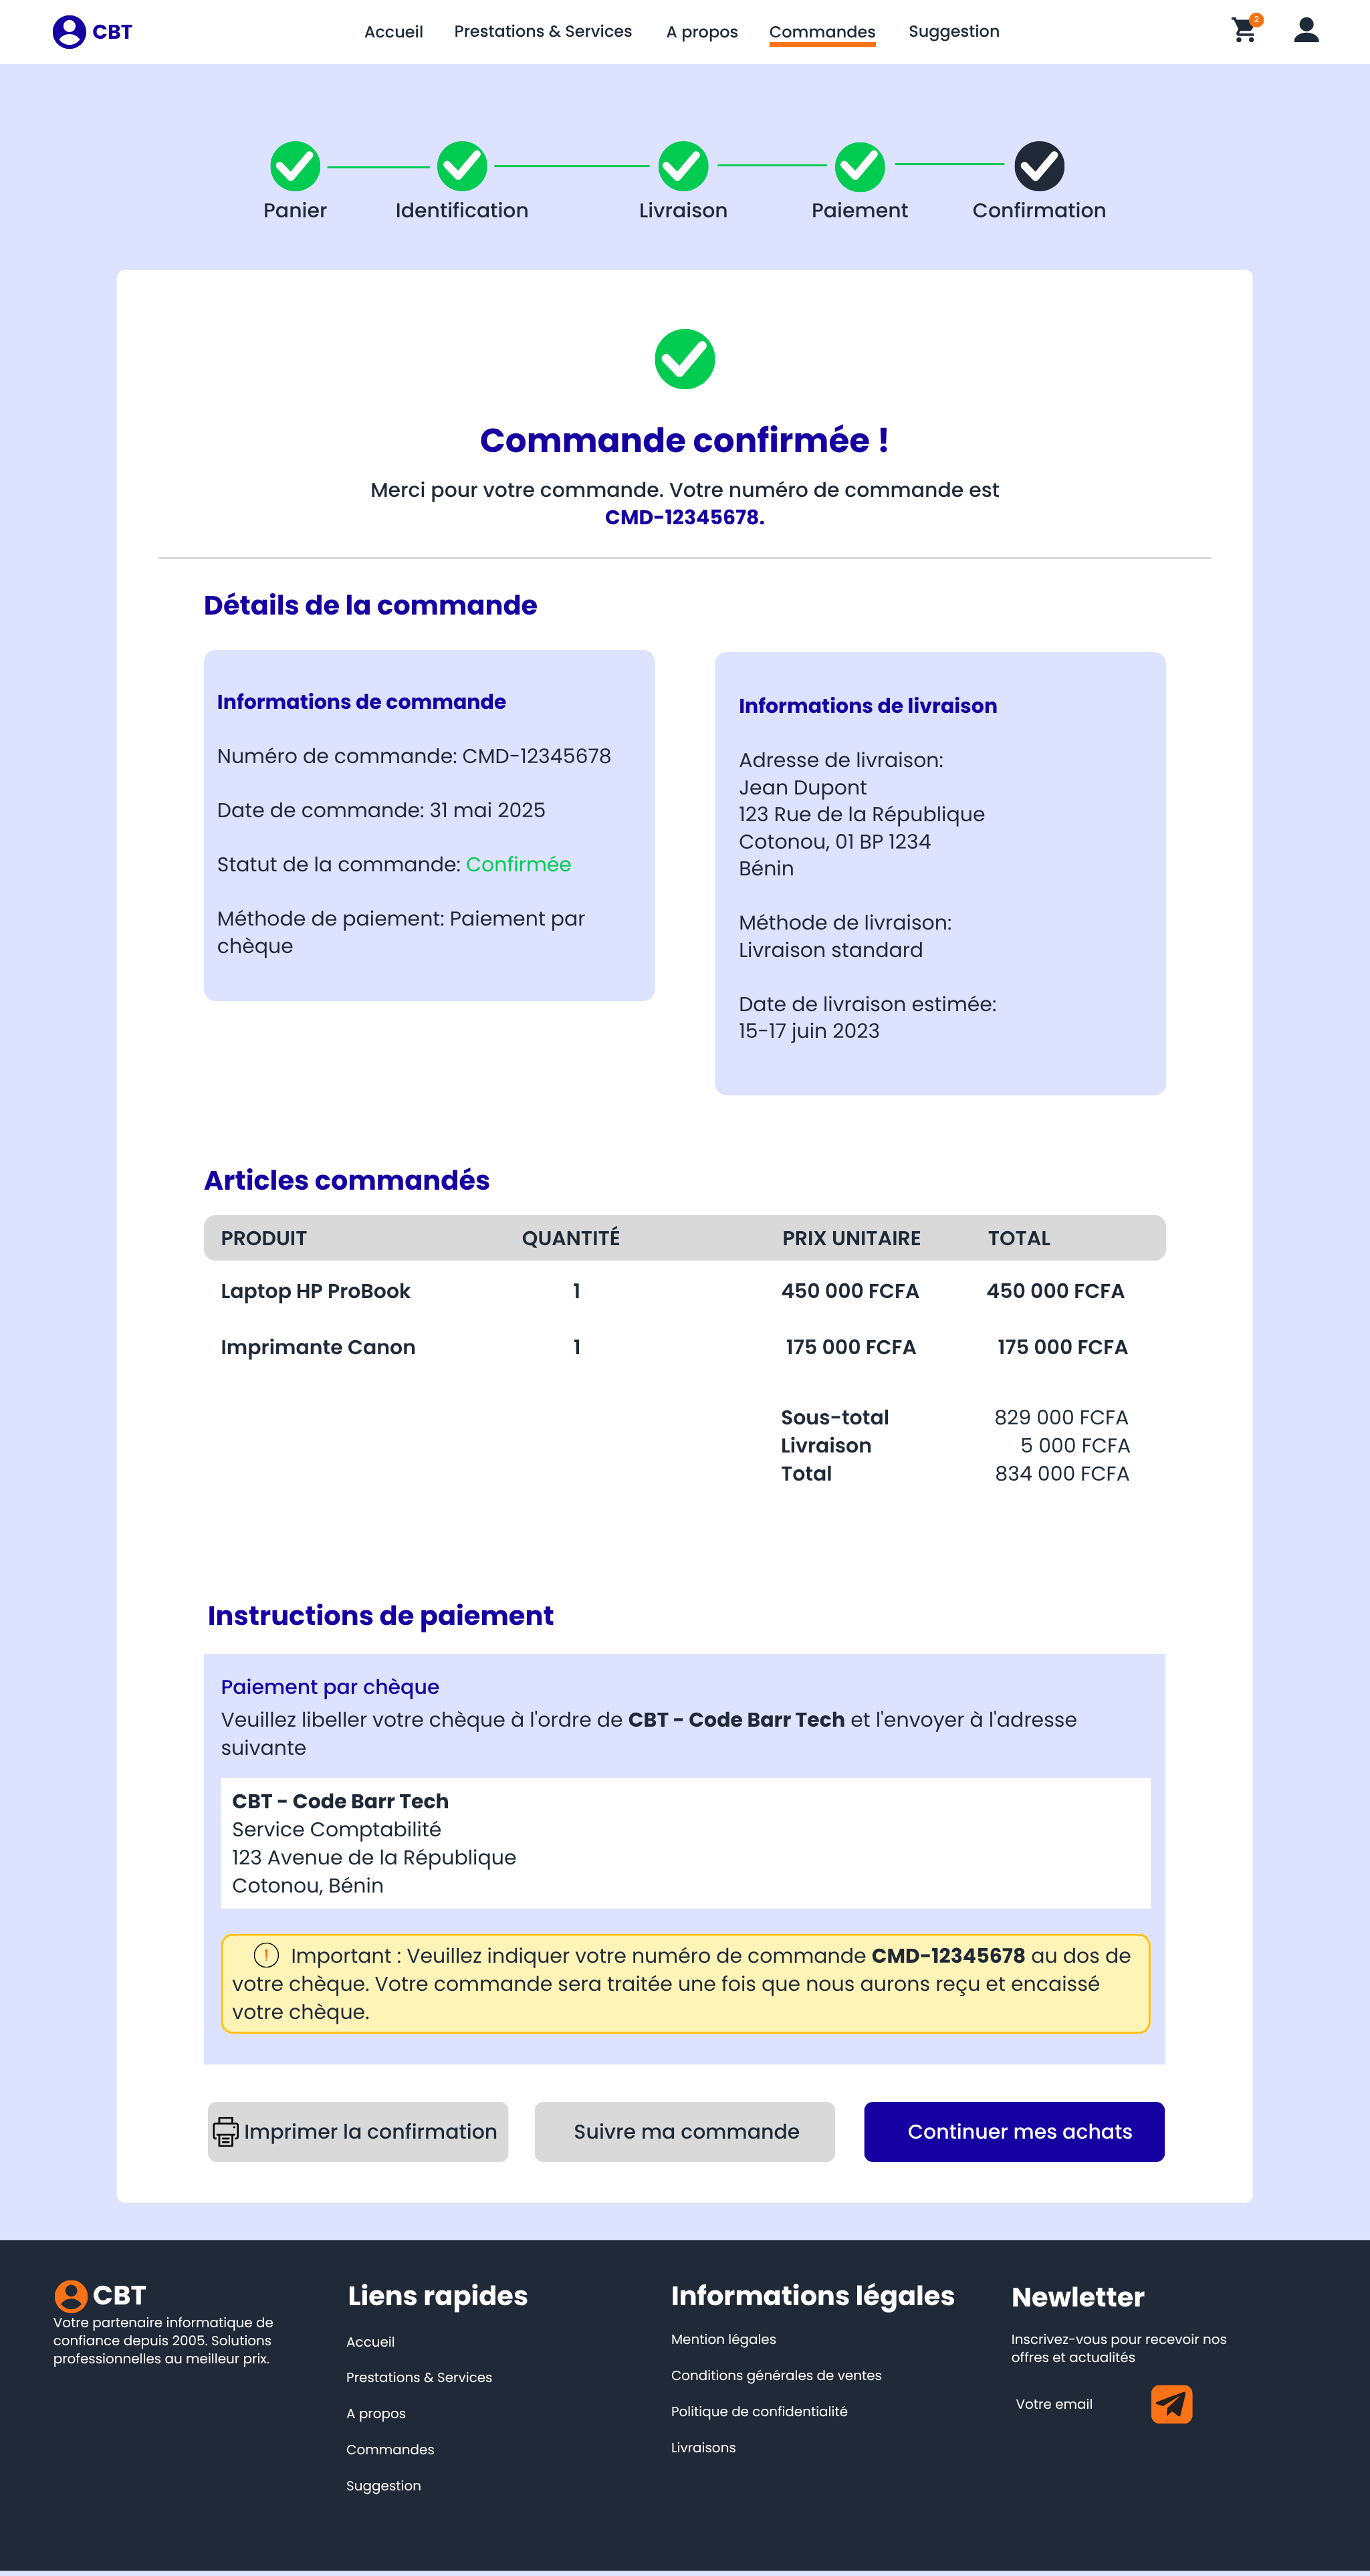 CBT
Accueil
Prestations & Services
A propos
Commandes
Suggestion
2
Panier
Identification
Livraison
Paiement
Confirmation
Commande confirmée !
Merci pour votre commande. Votre numéro de commande est
CMD-12345678.
Détails de la commande
Informations de commande
Numéro de commande: CMD-12345678
Date de commande: 31 mai 2025
Statut de la commande: Confirmée
Méthode de paiement: Paiement par
chèque
Informations de livraison
Adresse de livraison:
Jean Dupont
123 Rue de la République
Cotonou, 01 BP 1234
Bénin
Méthode de livraison:
Livraison standard
Date de livraison estimée:
15-17 juin 2023
Articles commandés
PRODUIT QUANTITÉ PRIX UNITAIRE TOTAL
Laptop HP ProBook 1 450 000 FCFA 450 000 FCFA
Imprimante Canon 1 175 000 FCFA 175 000 FCFA
Sous-total 829 000 FCFA
Livraison 5 000 FCFA
Total 834 000 FCFA
Instructions de paiement
Paiement par chèque
Veuillez libeller votre chèque à l'ordre de CBT - Code Barr Tech et l'envoyer à l'adresse
suivante
CBT - Code Barr Tech
Service Comptabilité
123 Avenue de la République
Cotonou, Bénin
! Important : Veuillez indiquer votre numéro de commande CMD-12345678 au dos de
votre chèque. Votre commande sera traitée une fois que nous aurons reçu et encaissé
votre chèque.
Imprimer la confirmation
Suivre ma commande
Continuer mes achats
CBT
Votre partenaire informatique de
confiance depuis 2005. Solutions
professionnelles au meilleur prix.
Liens rapides
Accueil
Prestations & Services
A propos
Commandes
Suggestion
Informations légales
Mention légales
Conditions générales de ventes
Politique de confidentialité
Livraisons
Newletter
Inscrivez-vous pour recevoir nos
offres et actualités
Votre email